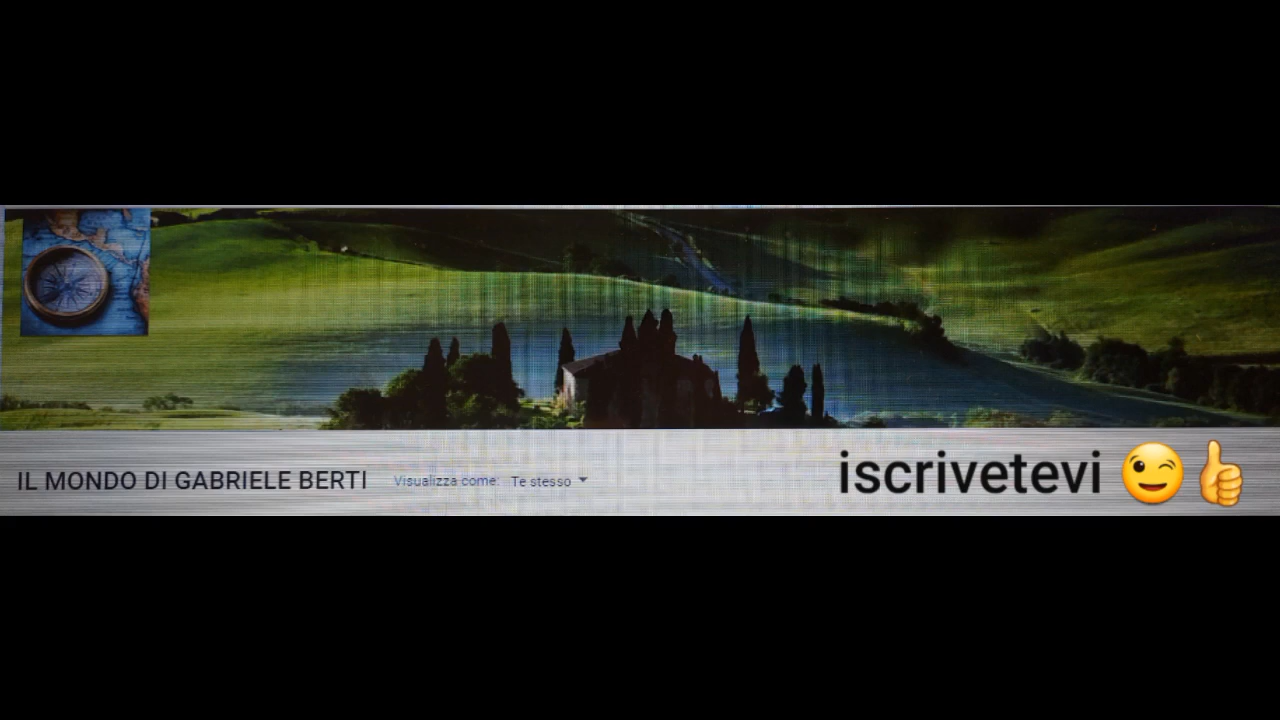 IL MONDO DI GABRIELE BERTI Visualizza come: Te stesso iscrivetevi 😉👍